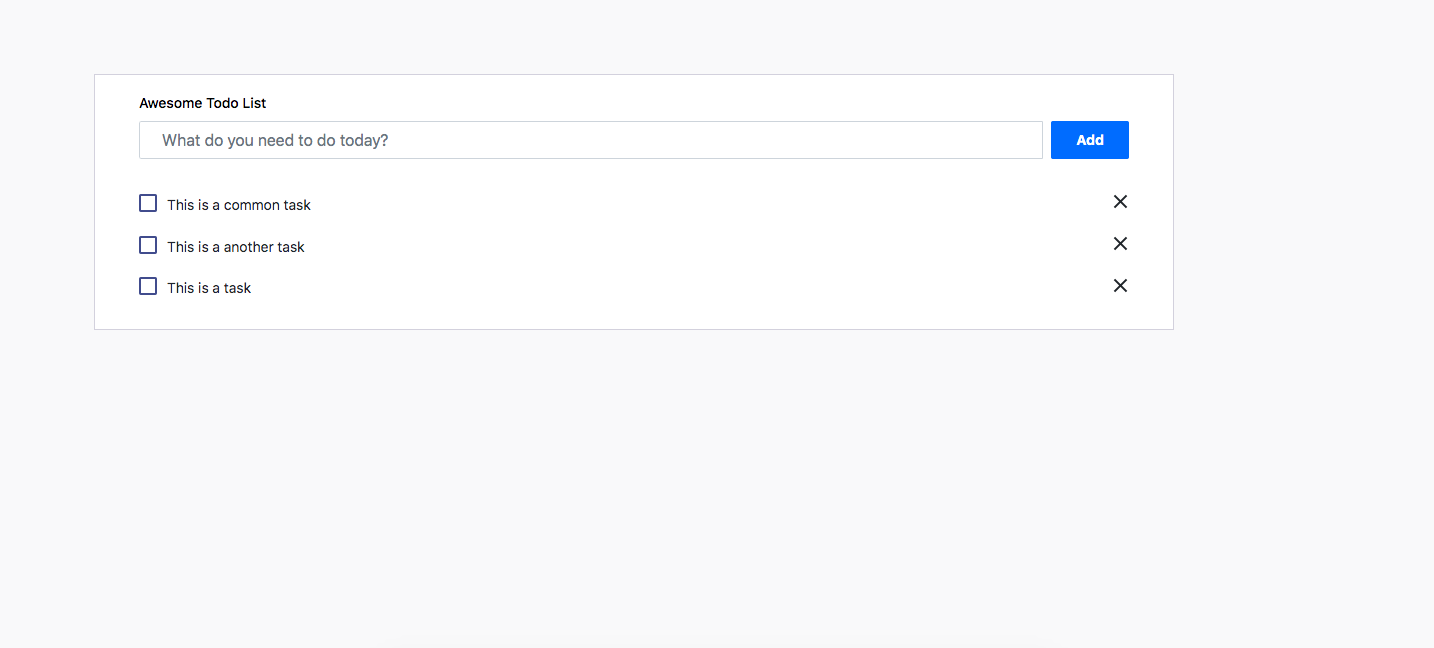 Awesome Todo List
What do you need to do today?
Add
This is a common task
This is a another task
This is a task